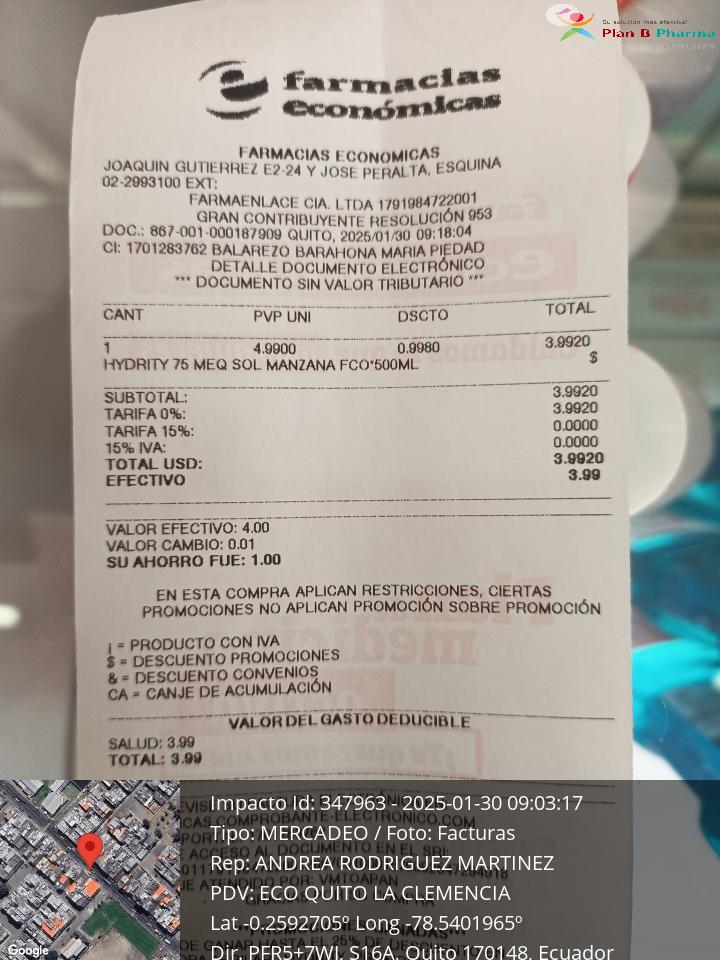 Su solución mas efectiva!
Plan B Pharma
farmacias
económicas
FARMACIAS ECONOMICAS
JOAQUIN GUTIERREZ E2-24 Y JOSE PERALTA, ESQUINA
02-2993100 EXT:
FARMAENLACE CIA. LTDA 1791984722001
GRAN CONTRIBUYENTE RESOLUCIÓN 953
DOC.: 867-001-000187909 QUITO, 2025/01/30 09:18:04
CI: 1701283762 BALAREZO BARAHONA MARIA PIEDAD
DETALLE DOCUMENTO ELECTRÓNICO
*** DOCUMENTO SIN VALOR TRIBUTARIO ***
CANT PVP UNI DSCTO TOTAL
1 4.9900 0.9980 3.9920
HYDRITY 75 MEQ SOL MANZANA FCO*500ML $
SUBTOTAL: 3.9920
TARIFA 0%: 3.9920
TARIFA 15%: 0.0000
15% IVA: 0.0000
TOTAL USD: 3.9920
EFECTIVO 3.99
VALOR EFECTIVO: 4.00
VALOR CAMBIO: 0.01
SU AHORRO FUE: 1.00
EN ESTA COMPRA APLICAN RESTRICCIONES, CIERTAS
PROMOCIONES NO APLICAN PROMOCIÓN SOBRE PROMOCIÓN
| = PRODUCTO CON IVA
$ = DESCUENTO PROMOCIONES
& = DESCUENTO CONVENIOS
CA = CANJE DE ACUMULACIÓN
VALOR DEL GASTO DEDUCIBLE
SALUD: 3.99
TOTAL: 3.99
Impacto Id: 347963 - 2025-01-30 09:03:17
Tipo: MERCADEO / Foto: Facturas
Rep: ANDREA RODRIGUEZ MARTINEZ
PDV: ECO QUITO LA CLEMENCIA
Lat.-0.2592705º Long.-78.5401965º
Dir. PFR5+7WJ, S16A, Quito 170148, Ecuador
Google